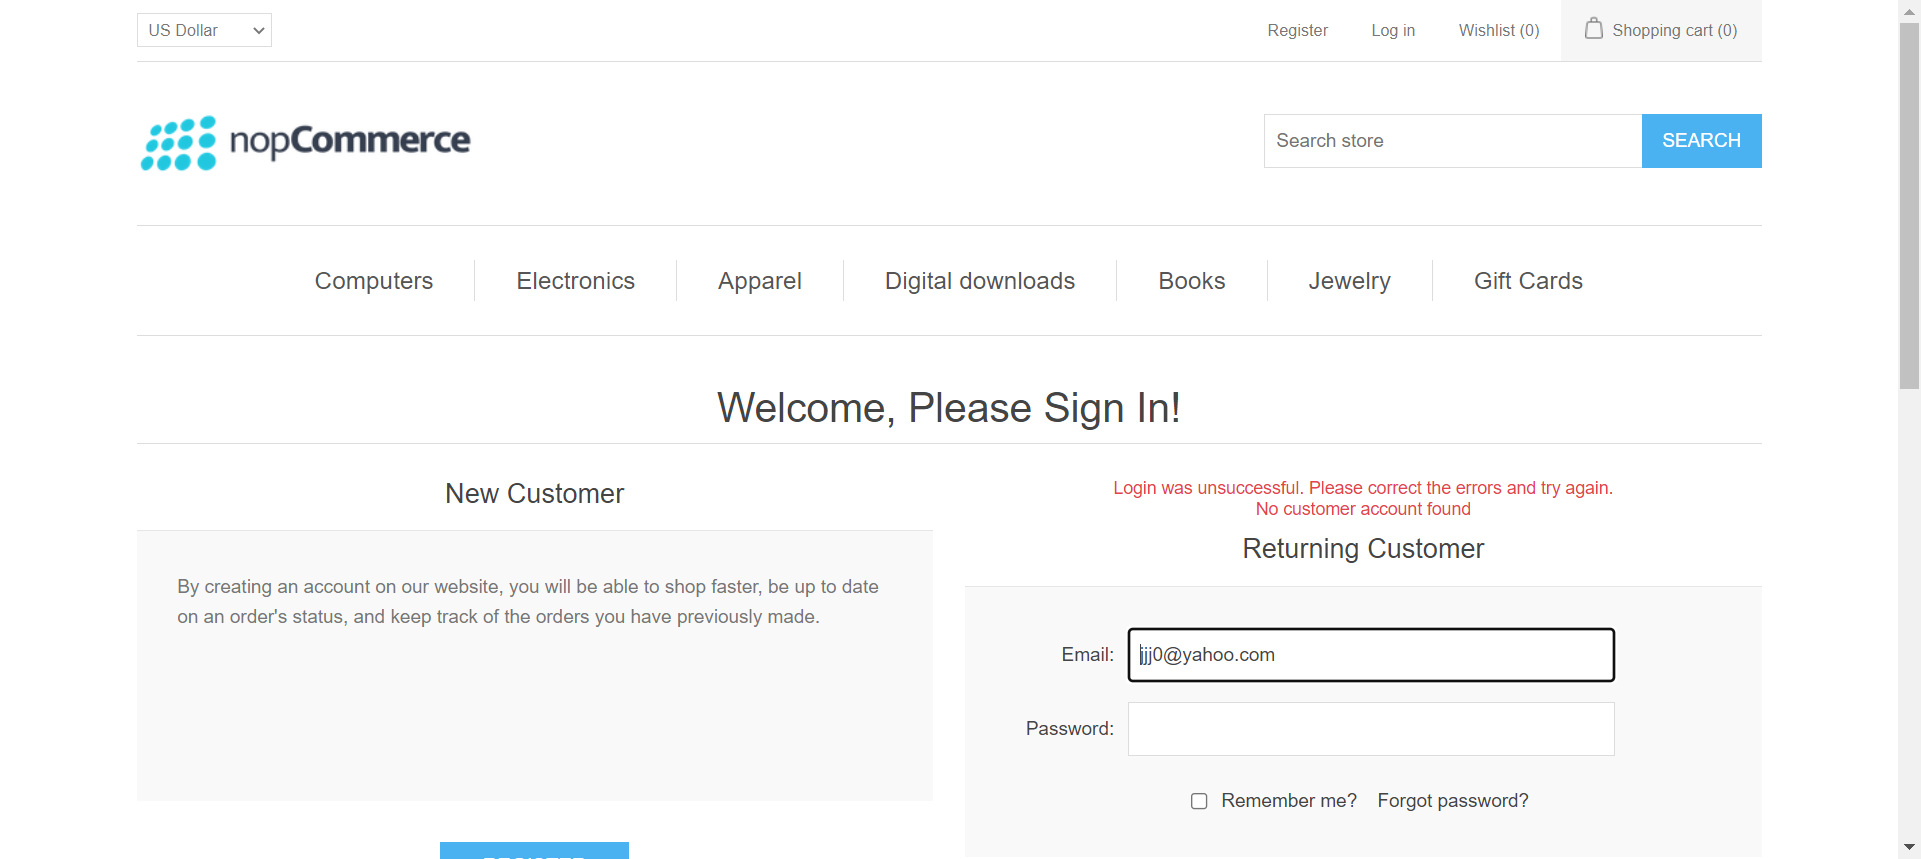 US Dollar
Register
Log in
Wishlist (0)
Shopping cart (0)
nopCommerce
Search store
SEARCH
Computers
Electronics
Apparel
Digital downloads
Books
Jewelry
Gift Cards
Welcome, Please Sign In!
New Customer
By creating an account on our website, you will be able to shop faster, be up to date
on an order's status, and keep track of the orders you have previously made.
Login was unsuccessful. Please correct the errors and try again.
No customer account found
Returning Customer
Email:
jjj0@yahoo.com
Password:
Remember me?
Forgot password?